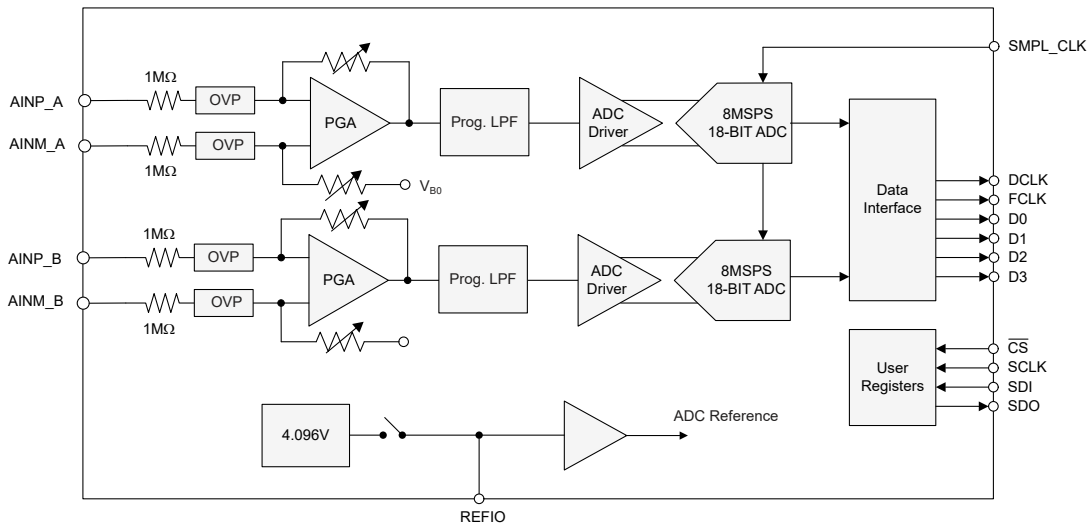 SMPL_CLK
1MΩ
AINP_A
OVP
PGA
Prog. LPF
ADC
Driver
8MSPS
18-BIT ADC
AINM_A
OVP
1MΩ
V_B0
Data
Interface
DCLK
FCLK
D0
D1
D2
D3
1MΩ
AINP_B
OVP
PGA
Prog. LPF
ADC
Driver
8MSPS
18-BIT ADC
AINM_B
OVP
1MΩ
User
Registers
C̅S̅
SCLK
SDI
SDO
4.096V
ADC Reference
REFIO